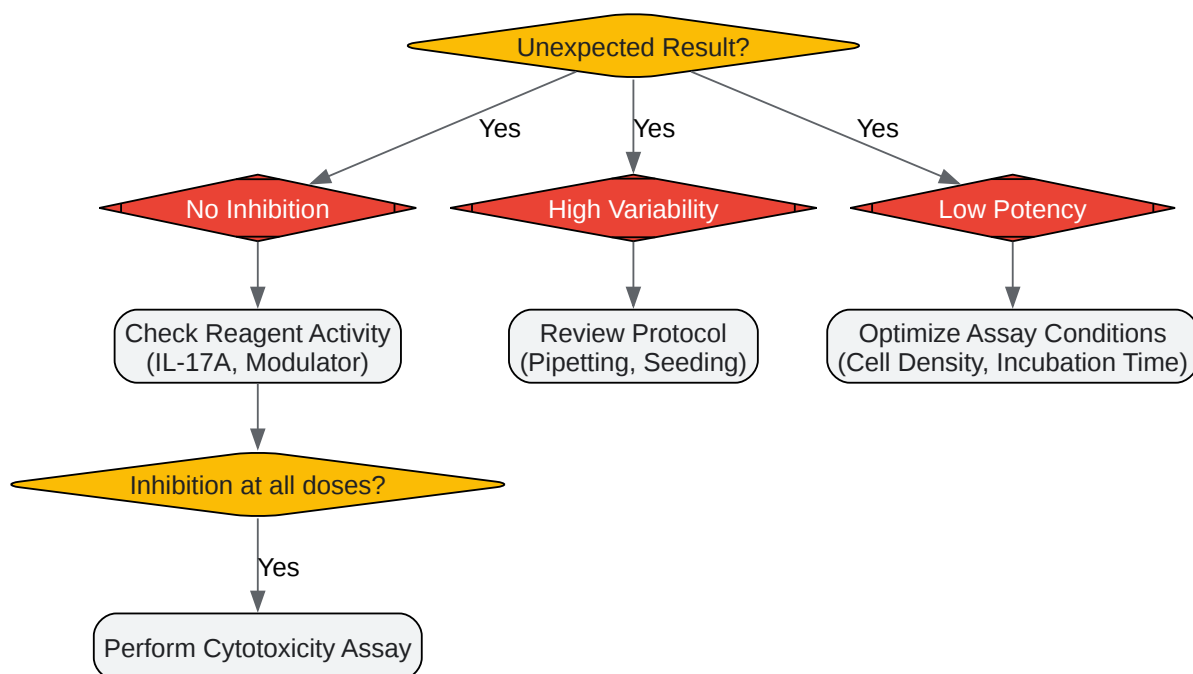 Unexpected Result?
Yes
Yes
Yes
No Inhibition
High Variability
Low Potency
Check Reagent Activity
(IL-17A, Modulator)
Review Protocol
(Pipetting, Seeding)
Optimize Assay Conditions
(Cell Density, Incubation Time)
Inhibition at all doses?
Yes
Perform Cytotoxicity Assay